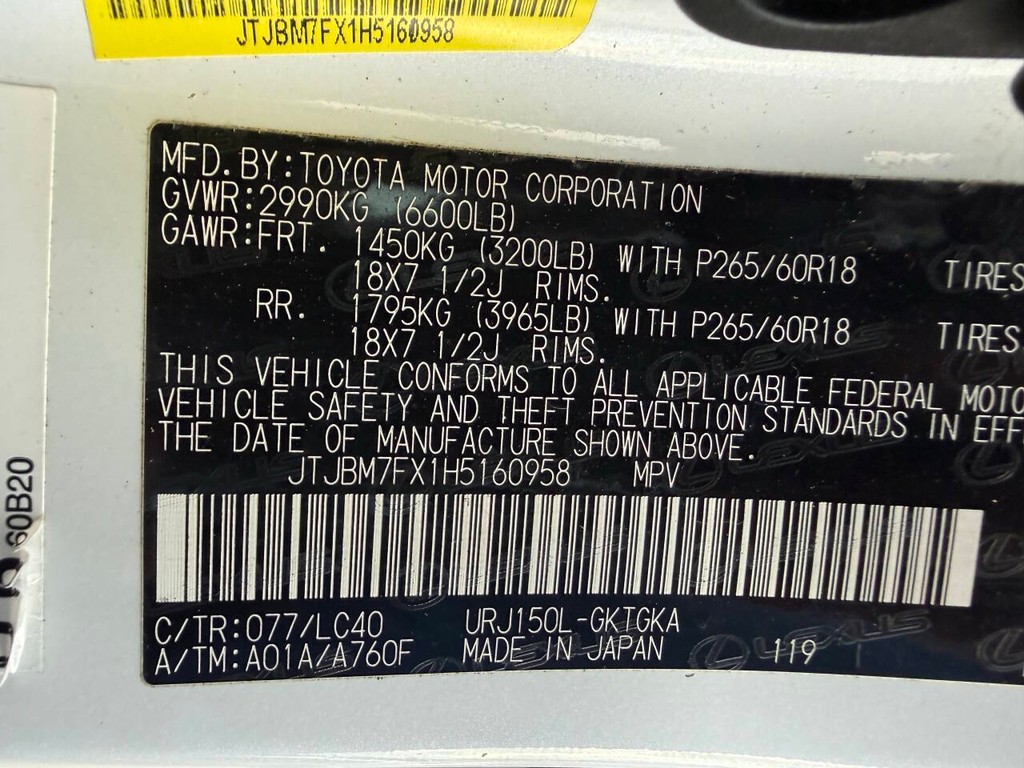 JTJBM7FX1H5160958
MFD. BY: TOYOTA MOTOR CORPORATION
GVWR: 2990KG (6600LB)
GAWR: FRT. 1450KG (3200LB) WITH P265/60R18 TIRES
18X7 1/2J RIMS.
RR. 1795KG (3965LB) WITH P265/60R18 TIRES
18X7 1/2J RIMS.
THIS VEHICLE CONFORMS TO ALL APPLICABLE FEDERAL MOTO
VEHICLE SAFETY AND THEFT PREVENTION STANDARDS IN EFF
THE DATE OF MANUFACTURE SHOWN ABOVE.
JTJBM7FX1H5160958 MPV
C/TR: 077/LC40 URJ150L-GKTGKA
A/TM: A01A/A760F MADE IN JAPAN 119
60B20
LEXUS